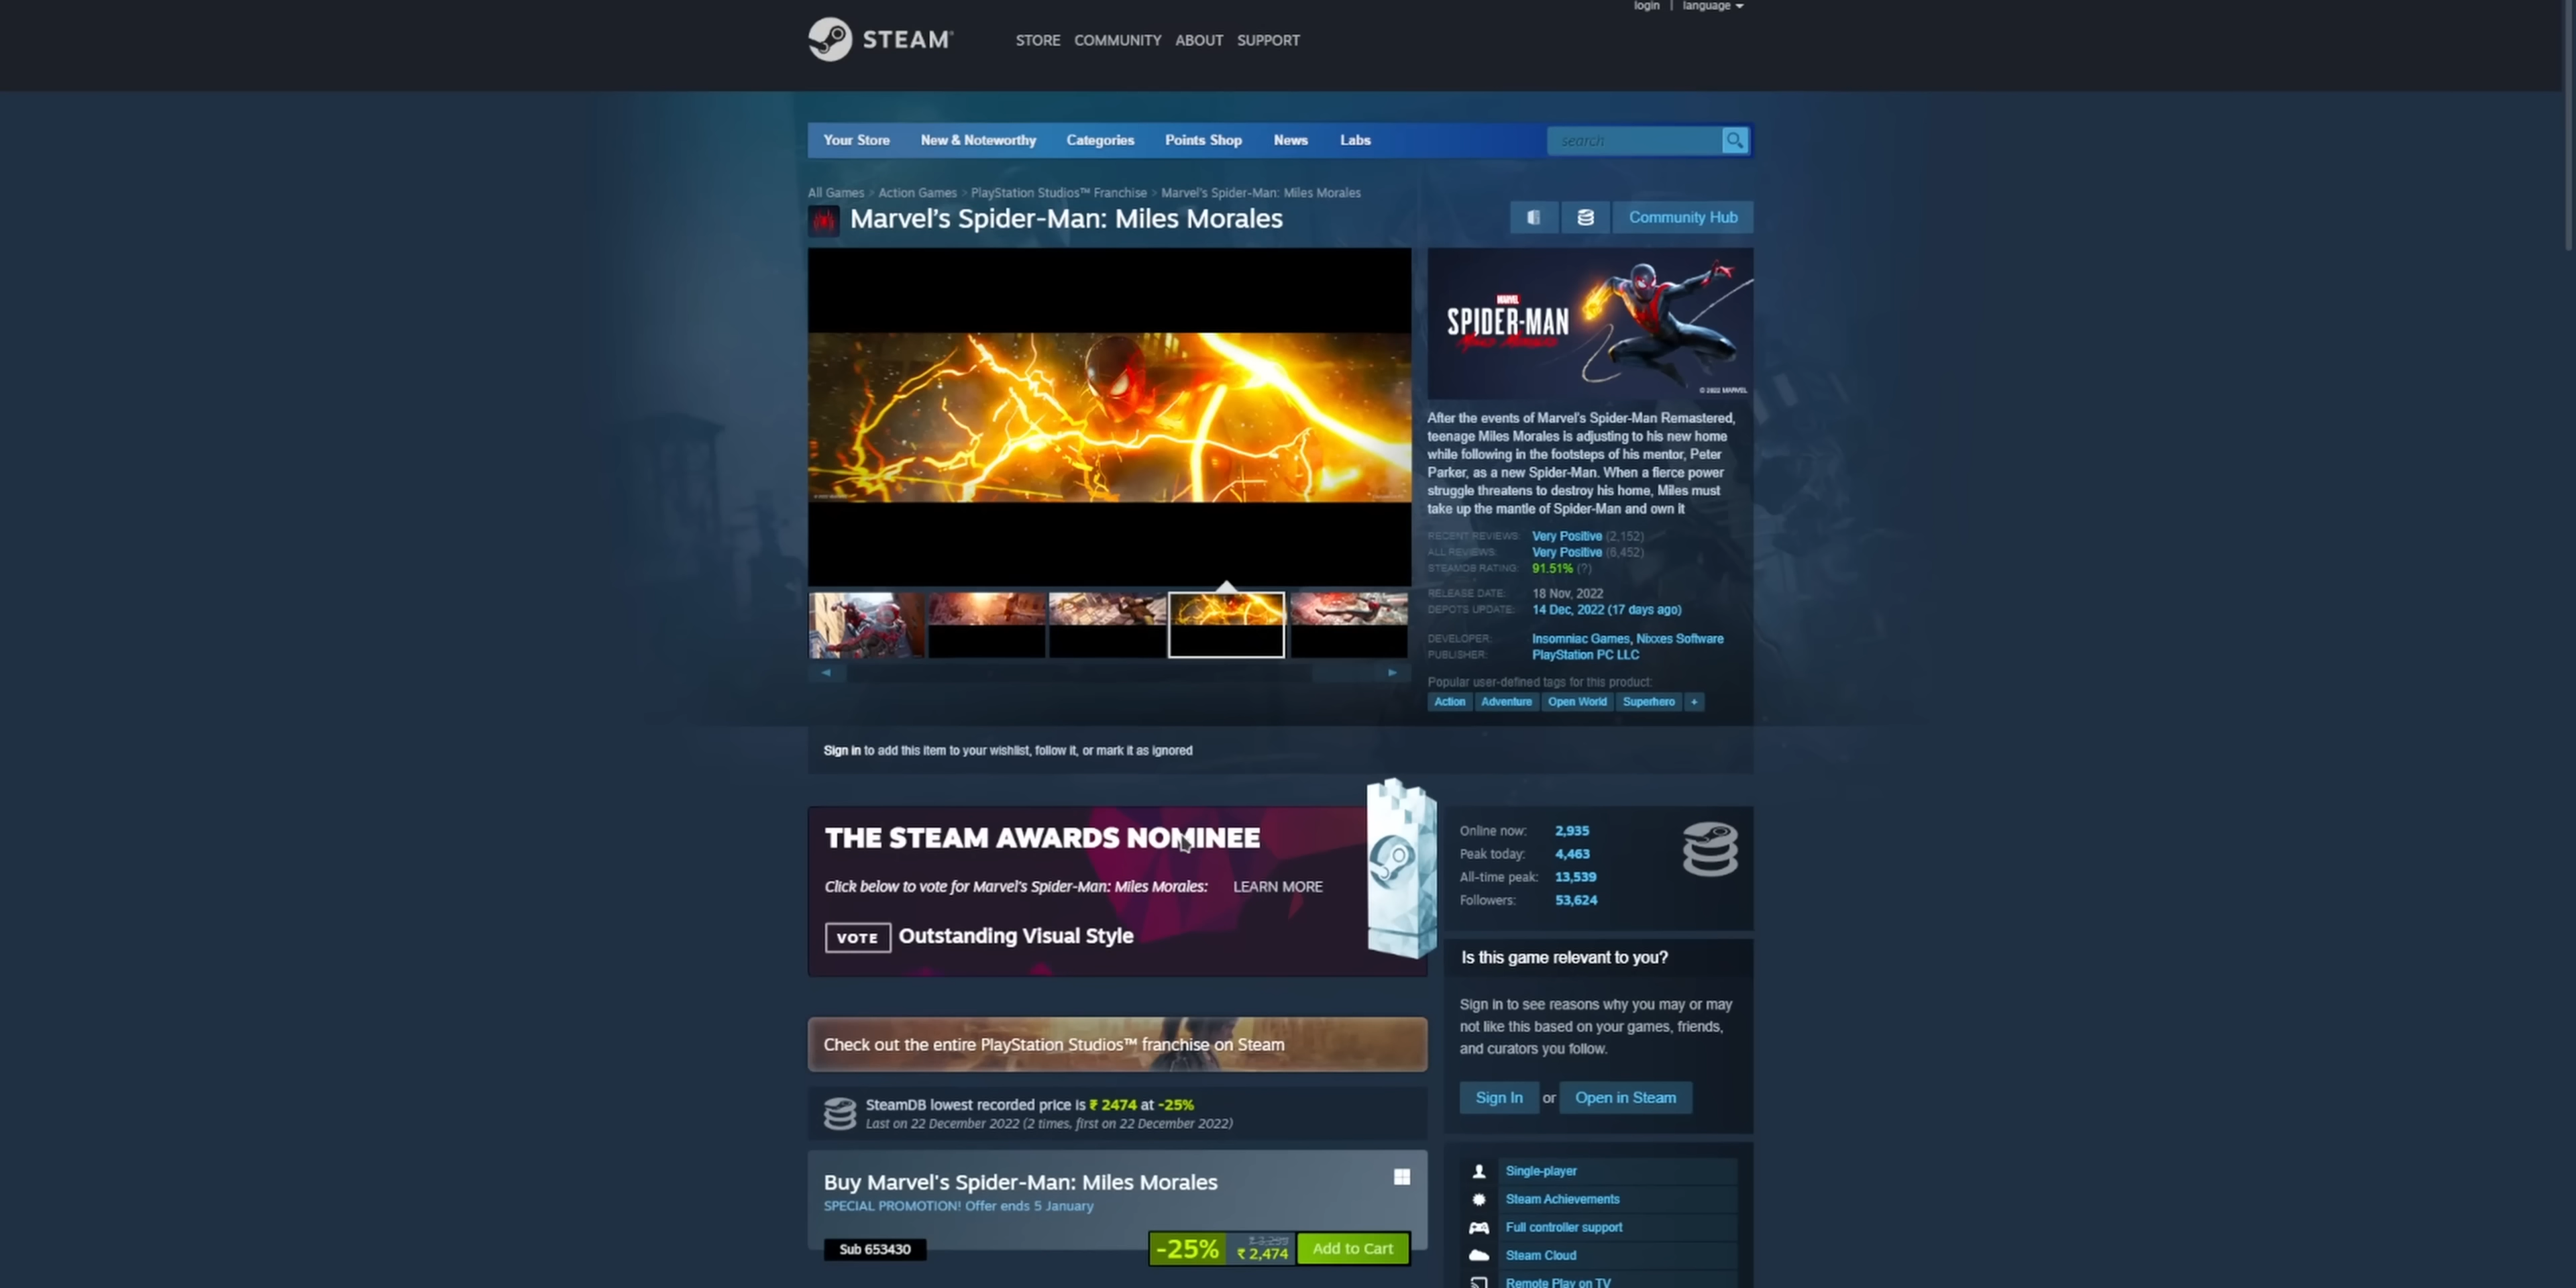 login | language
STEAM®
STORE COMMUNITY ABOUT SUPPORT
Your Store New & Noteworthy Categories Points Shop News Labs
search
All Games > Action Games > PlayStation Studios™ Franchise > Marvel's Spider-Man: Miles Morales
Marvel's Spider-Man: Miles Morales
Community Hub
MARVEL
SPIDER-MAN
Miles Morales
© 2022 MARVEL
After the events of Marvel's Spider-Man Remastered,
teenage Miles Morales is adjusting to his new home
while following in the footsteps of his mentor, Peter
Parker, as a new Spider-Man. When a fierce power
struggle threatens to destroy his home, Miles must
take up the mantle of Spider-Man and own it
RECENT REVIEWS: Very Positive (2,152)
ALL REVIEWS: Very Positive (6,452)
STEAMDB RATING: 91.51% (?)
RELEASE DATE: 18 Nov, 2022
DEPOTS UPDATE: 14 Dec, 2022 (17 days ago)
DEVELOPER: Insomniac Games, Nixxes Software
PUBLISHER: PlayStation PC LLC
Popular user-defined tags for this product:
Action Adventure Open World Superhero +
Sign in to add this item to your wishlist, follow it, or mark it as ignored
THE STEAM AWARDS NOMINEE
Click below to vote for Marvel's Spider-Man: Miles Morales: LEARN MORE
VOTE Outstanding Visual Style
Online now: 2,935
Peak today: 4,463
All-time peak: 13,539
Followers: 53,624
Is this game relevant to you?
Sign in to see reasons why you may or may
not like this based on your games, friends,
and curators you follow.
Sign In or Open in Steam
Check out the entire PlayStation Studios™ franchise on Steam
SteamDB lowest recorded price is ₹ 2474 at -25%
Last on 22 December 2022 (2 times, first on 22 December 2022)
Buy Marvel's Spider-Man: Miles Morales
SPECIAL PROMOTION! Offer ends 5 January
Sub 653430
-25% ₹ 2,474 Add to Cart
Single-player
Steam Achievements
Full controller support
Steam Cloud
Remote Play on TV